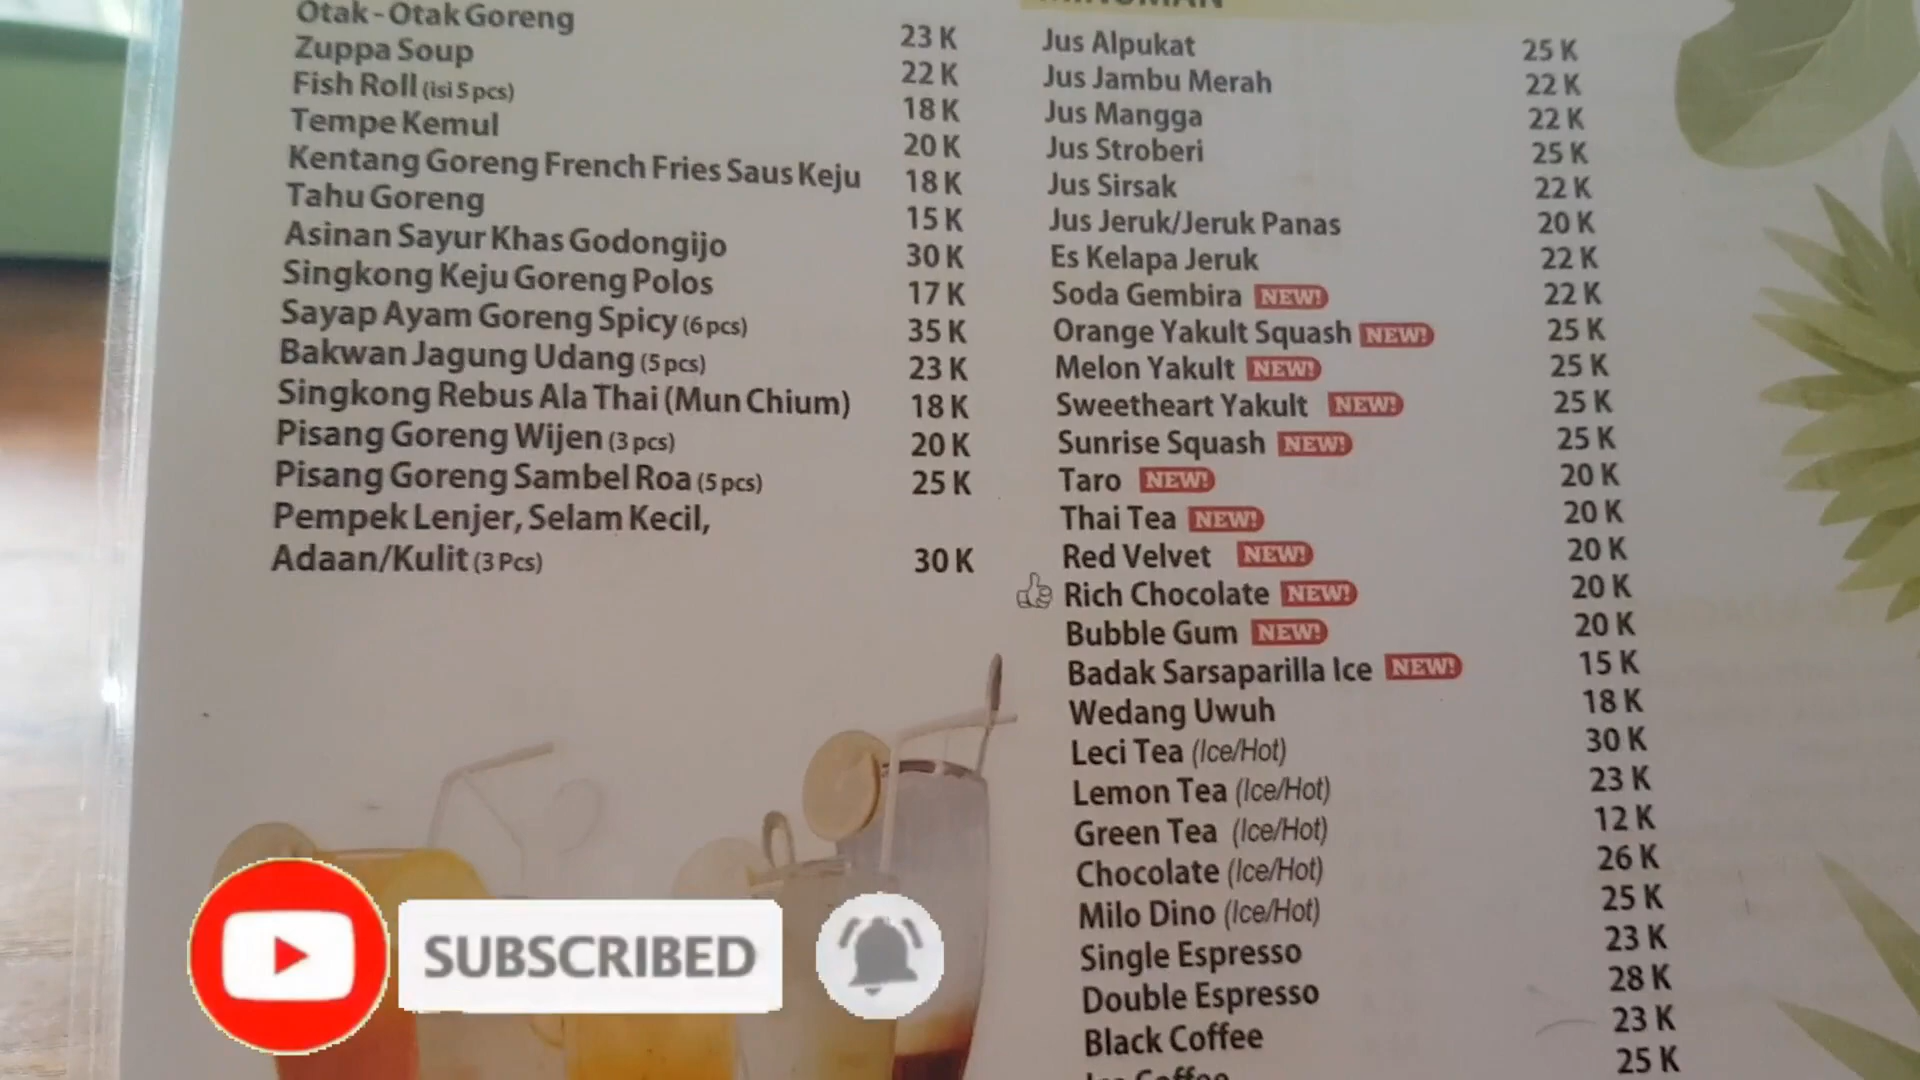 Otak - Otak Goreng 23 K
Zuppa Soup 22 K
Fish Roll (isi 5 pcs) 18 K
Tempe Kemul 20 K
Kentang Goreng French Fries Saus Keju 18 K
Tahu Goreng 15 K
Asinan Sayur Khas Godongijo 30 K
Singkong Keju Goreng Polos 17 K
Sayap Ayam Goreng Spicy (6 pcs) 35 K
Bakwan Jagung Udang (5 pcs) 23 K
Singkong Rebus Ala Thai (Mun Chium) 18 K
Pisang Goreng Wijen (3 pcs) 20 K
Pisang Goreng Sambel Roa (5 pcs) 25 K
Pempek Lenjer, Selam Kecil,
Adaan/Kulit (3 Pcs) 30 K
MINUMAN
Jus Alpukat 25 K
Jus Jambu Merah 22 K
Jus Mangga 22 K
Jus Stroberi 25 K
Jus Sirsak 22 K
Jus Jeruk/Jeruk Panas 20 K
Es Kelapa Jeruk 22 K
Soda Gembira NEW! 22 K
Orange Yakult Squash NEW! 25 K
Melon Yakult NEW! 25 K
Sweetheart Yakult NEW! 25 K
Sunrise Squash NEW! 25 K
Taro NEW! 20 K
Thai Tea NEW! 20 K
Red Velvet NEW! 20 K
Rich Chocolate NEW! 20 K
Bubble Gum NEW! 20 K
Badak Sarsaparilla Ice NEW! 15 K
Wedang Uwuh 18 K
Leci Tea (Ice/Hot) 30 K
Lemon Tea (Ice/Hot) 23 K
Green Tea (Ice/Hot) 12 K
Chocolate (Ice/Hot) 26 K
Milo Dino (Ice/Hot) 25 K
Single Espresso 23 K
Double Espresso 28 K
Black Coffee 23 K
Ice Coffee 25 K
SUBSCRIBED